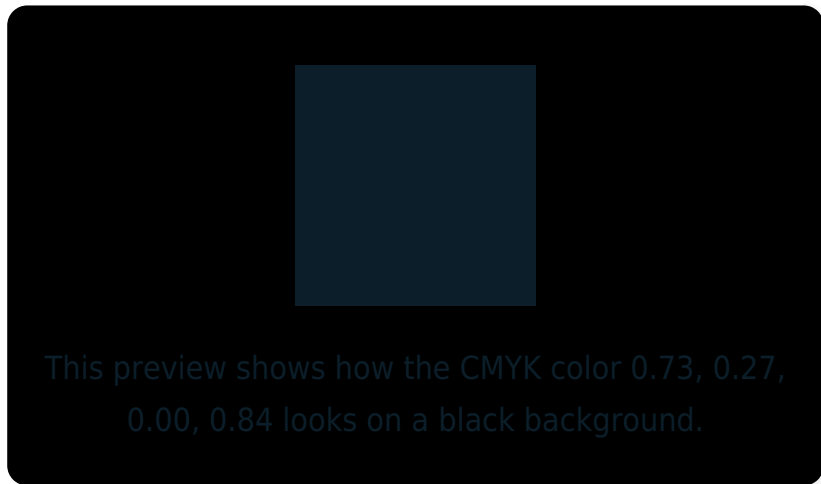 This preview shows how the CMYK color 0.73, 0.27,
0.00, 0.84 looks on a black background.